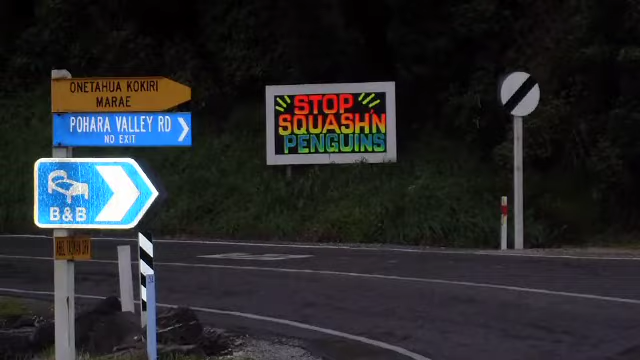 ONETAHUA KOKIRI
MARAE
POHARA VALLEY RD
NO EXIT
B&B
STOP
SQUASH'N
PENGUINS